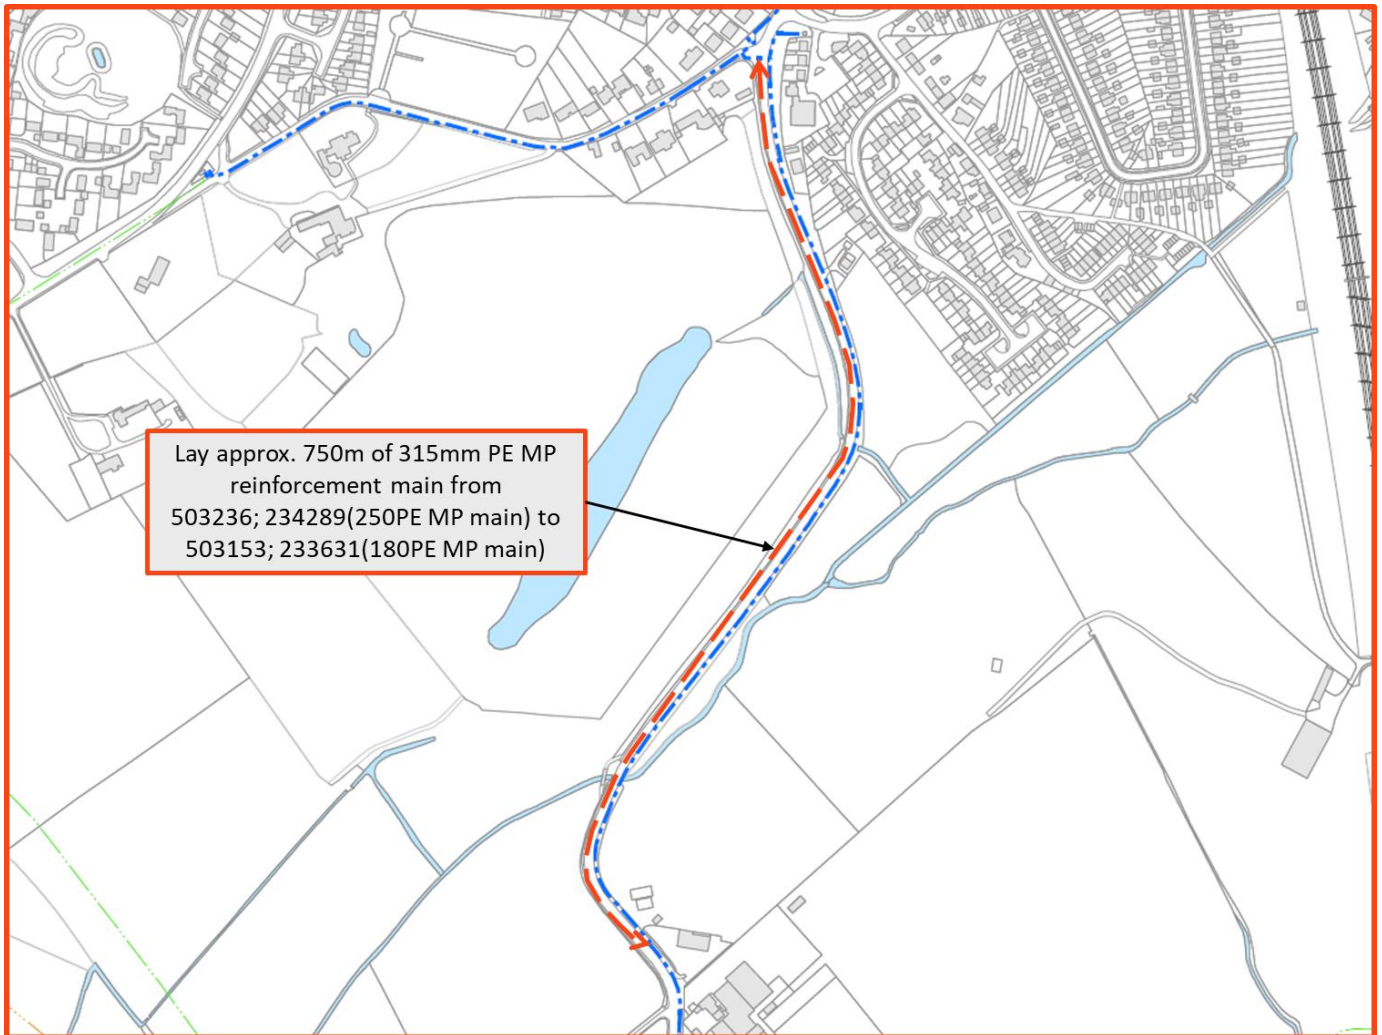 Lay approx. 750m of 315mm PE MP
reinforcement main from
503236; 234289(250PE MP main) to
503153; 233631(180PE MP main)